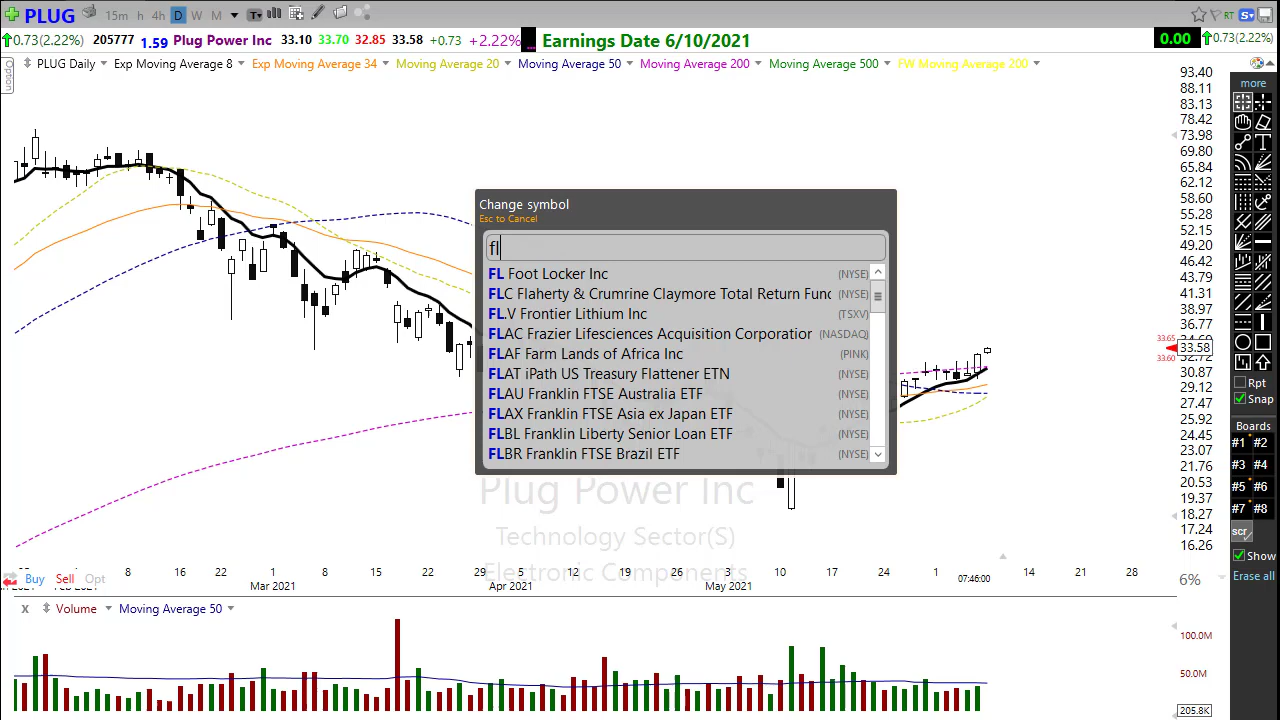 PLUG 15m h 4h D W M
0.73(2.22%) 205777 1.59 Plug Power Inc 33.10 33.70 32.85 33.58 +0.73 +2.22% Earnings Date 6/10/2021 0.00 0.73(2.22%)
RT
Option
PLUG Daily Exp Moving Average 8 Exp Moving Average 34 Moving Average 20 Moving Average 50 Moving Average 200 Moving Average 500 FW Moving Average 200
93.40
88.11
83.13
78.42
73.98
69.80
65.84
62.12
58.60
55.28
52.15
49.20
46.42
43.79
41.31
38.97
36.77
33.65
33.58
33.60
32.72
30.87
29.12
27.47
25.92
24.45
23.07
21.76
20.53
19.37
18.27
17.24
16.26
more
Rpt
Snap
Boards
#1 #2
#3 #4
#5 #6
#7 #8
scr
Show
Erase all
Change symbol
Esc to Cancel
fl
FL Foot Locker Inc (NYSE)
FLC Flaherty & Crumrine Claymore Total Return Func (NYSE)
FL.V Frontier Lithium Inc (TSXV)
FLAC Frazier Lifesciences Acquisition Corporation (NASDAQ)
FLAF Farm Lands of Africa Inc (PINK)
FLAT iPath US Treasury Flattener ETN (NYSE)
FLAU Franklin FTSE Australia ETF (NYSE)
FLAX Franklin FTSE Asia ex Japan ETF (NYSE)
FLBL Franklin Liberty Senior Loan ETF (NYSE)
FLBR Franklin FTSE Brazil ETF (NYSE)
Plug Power Inc
Technology Sector(S)
Electronic Components
8 16 22 1 8 15 22 29 5 12 19 26 3 10 17 24 1 07:46:00 14 21 28
Buy Sell Opt 6%
Mar 2021 Apr 2021 May 2021
x Volume Moving Average 50
100.0M
50.0M
205.8K